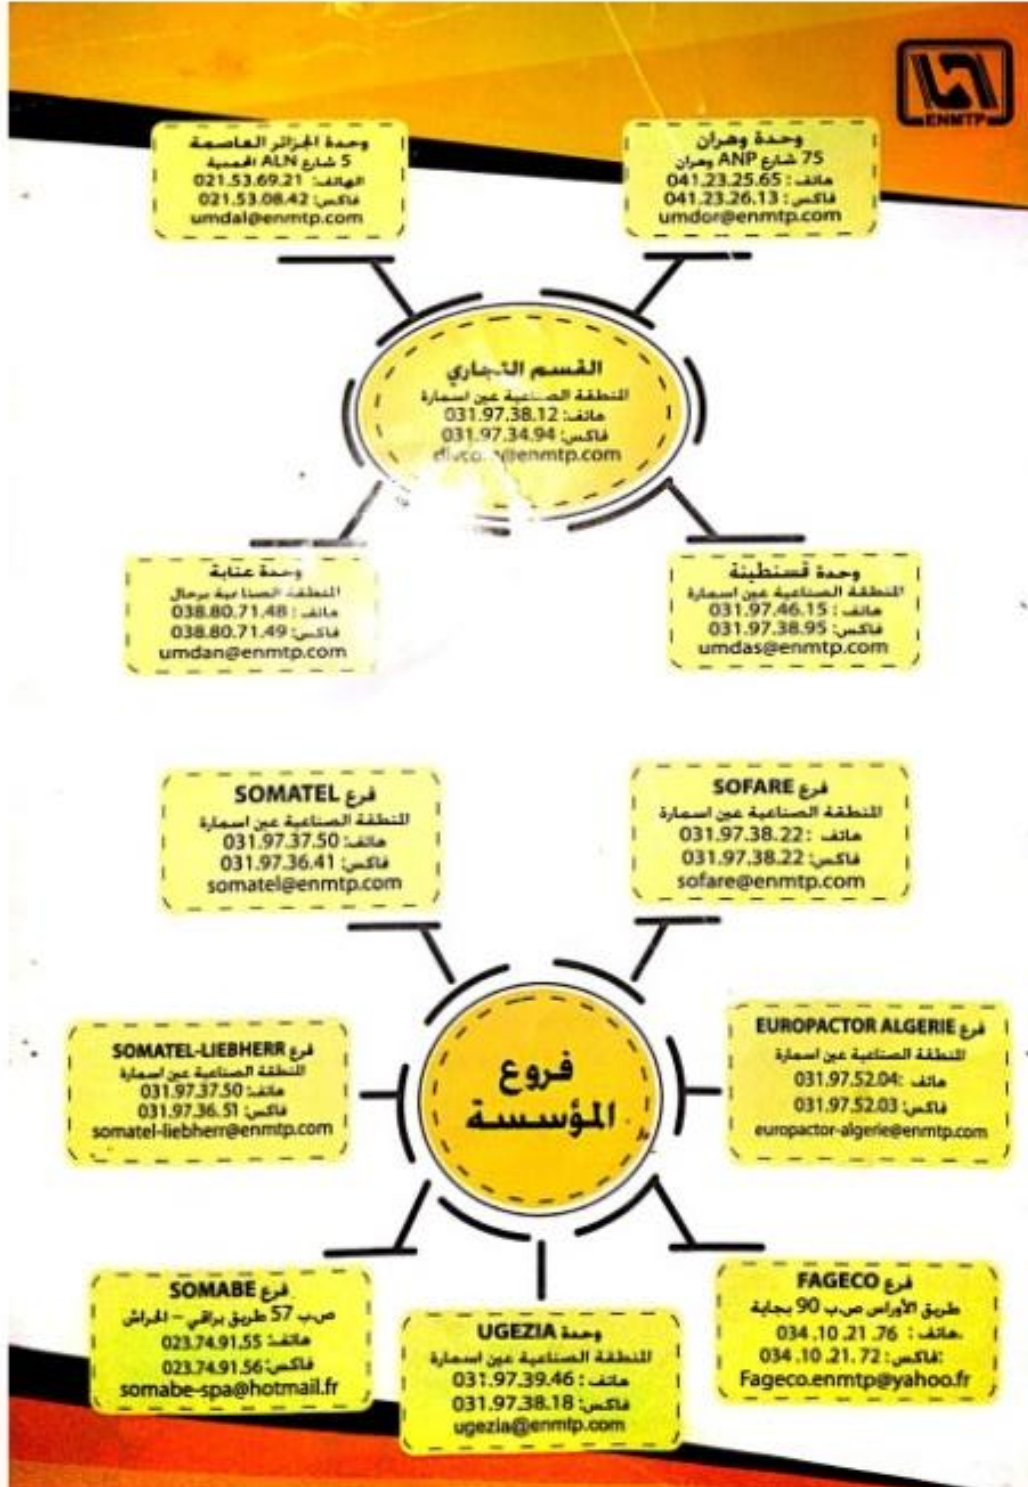 ENMTP
وحدة وهران
75 شارع ANP وهران
هاتف : 041.23.25.65
فاكس : 041.23.26.13
umdor@enmtp.com
وحدة الجزائر العاصمة
5 شارع ALN المحمدية
الهاتف: 021.53.69.21
فاكس: 021.53.08.42
umdal@enmtp.com
القسم التجاري
المنطقة الصناعية عين اسمارة
هاتف: 031.97.38.12
فاكس: 031.97.34.94
@enmtp.com
وحدة قسنطينة
المنطقة الصناعية عين اسمارة
هاتف : 031.97.46.15
فاكس: 031.97.38.95
umdas@enmtp.com
وحدة عنابة
المنطقة الصناعية برحال
هاتف : 038.80.71.48
فاكس: 038.80.71.49
umdan@enmtp.com
فرع SOFARE
المنطقة الصناعية عين اسمارة
هاتف : 031.97.38.22
فاكس: 031.97.38.22
sofare@enmtp.com
فرع SOMATEL
المنطقة الصناعية عين اسمارة
هاتف: 031.97.37.50
فاكس: 031.97.36.41
somatel@enmtp.com
فروع
المؤسسة
فرع EUROPACTOR ALGERIE
المنطقة الصناعية عين اسمارة
هاتف :031.97.52.04
فاكس: 031.97.52.03
europactor-algerie@enmtp.com
فرع SOMATEL-LIEBHERR
المنطقة الصناعية عين اسمارة
هاتف: 031.97.37.50
فاكس: 031.97.36.51
somatel-liebherr@enmtp.com
فرع FAGECO
طريق الأوراس ص.ب 90 بجاية
هاتف : 034 .10 .21 .76
فاكس: 034 .10 .21. 72
Fageco.enmtp@yahoo.fr
وحدة UGEZIA
المنطقة الصناعية عين اسمارة
هاتف : 031.97.39.46
فاكس: 031.97.38.18
ugezia@enmtp.com
فرع SOMABE
ص.ب 57 طريق براقي – الحراش
هاتف: 023.74.91.55
فاكس: 023.74.91.56
somabe-spa@hotmail.fr